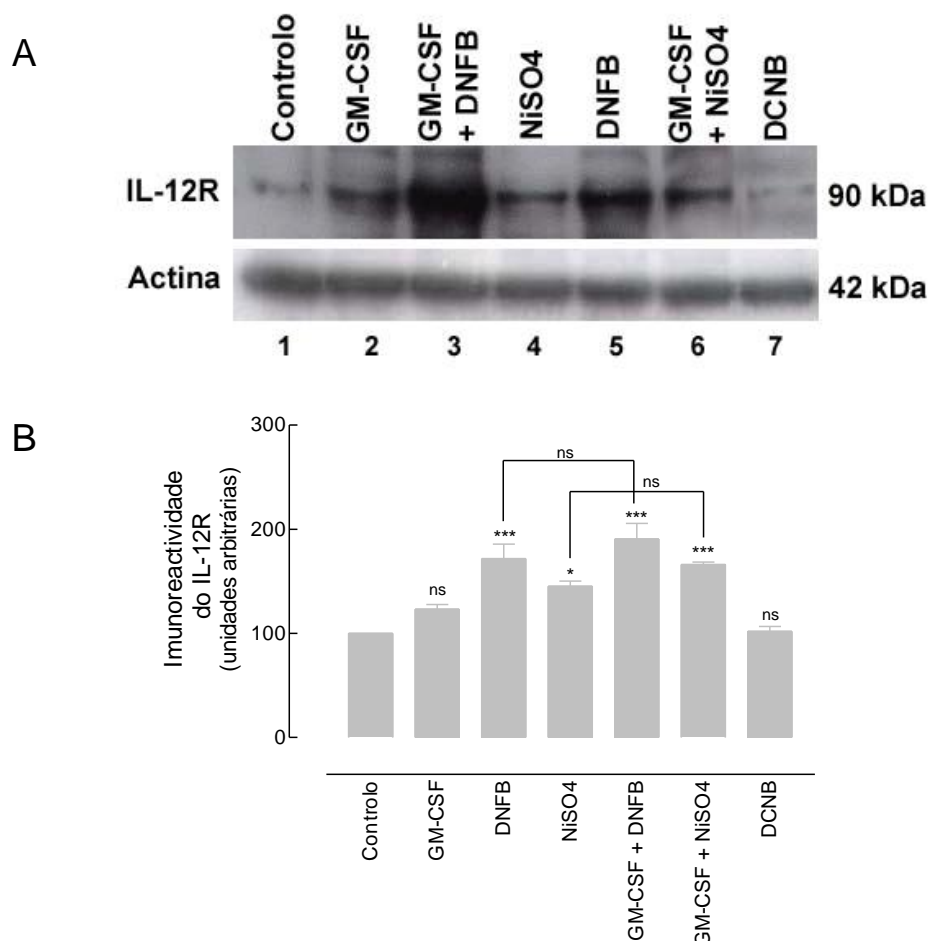 A
Controlo
GM-CSF
GM-CSF
+ DNFB
NiSO4
DNFB
GM-CSF
+ NiSO4
DCNB
IL-12R
90 kDa
Actina
42 kDa
1 2 3 4 5 6 7
B
Imunoreactividade
do IL-12R
(unidades arbitrárias)
300
200
100
0
ns
ns
ns
***
*
***
***
ns
Controlo
GM-CSF
DNFB
NiSO4
GM-CSF + DNFB
GM-CSF + NiSO4
DCNB